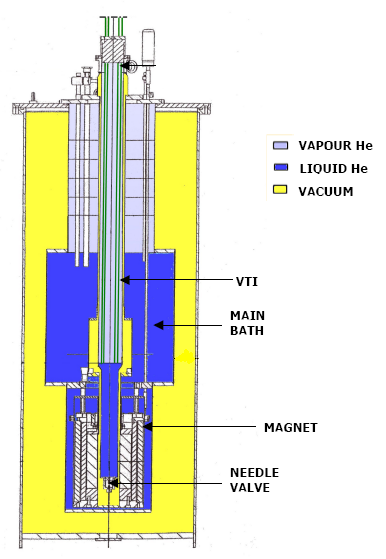 VAPOUR He
LIQUID He
VACUUM
VTI
MAIN
BATH
MAGNET
NEEDLE
VALVE